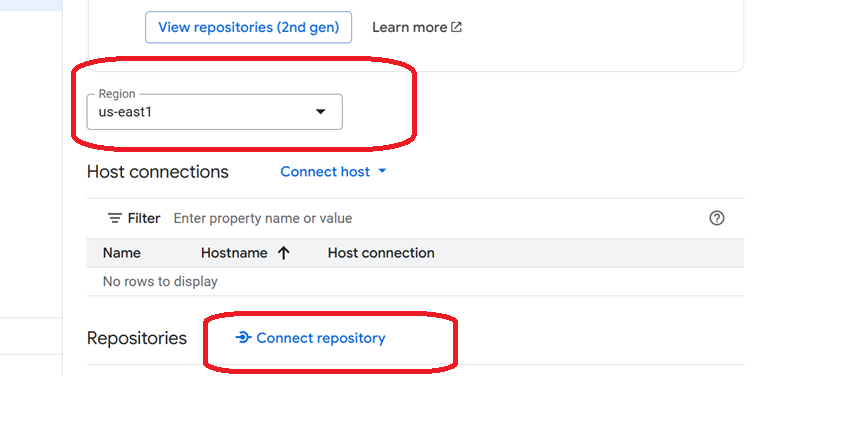 View repositories (2nd gen) Learn more
Region
us-east1
Host connections Connect host
Filter Enter property name or value
Name Hostname Host connection
No rows to display
Repositories Connect repository